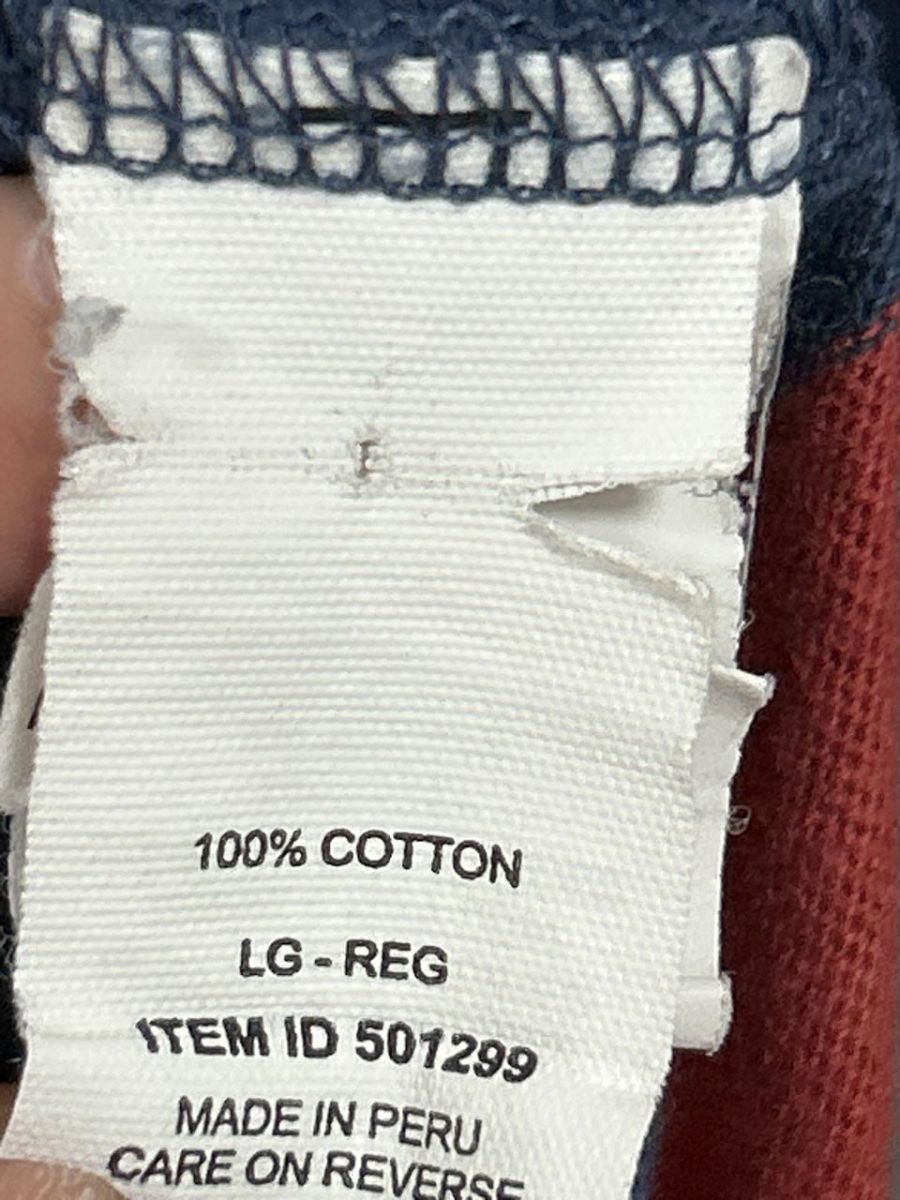 100% COTTON
LG - REG
ITEM ID 501299
MADE IN PERU
CARE ON REVERSE